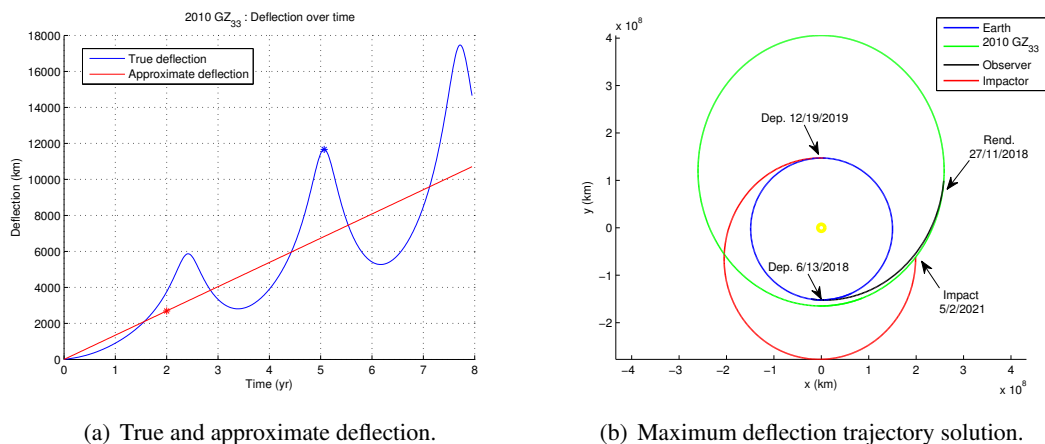 2010 GZ33 : Deflection over time
18000
16000
14000
12000
10000
8000
6000
4000
2000
0
Deflection (km)
True deflection
Approximate deflection
0 1 2 3 4 5 6 7 8
Time (yr)
(a) True and approximate deflection.
x 10^8
4
3
2
1
0
−1
−2
y (km)
Earth
2010 GZ33
Observer
Impactor
Dep. 12/19/2019
Rend.
27/11/2018
Dep. 6/13/2018
Impact
5/2/2021
−4 −3 −2 −1 0 1 2 3 4
x (km)
x 10^8
(b) Maximum deflection trajectory solution.